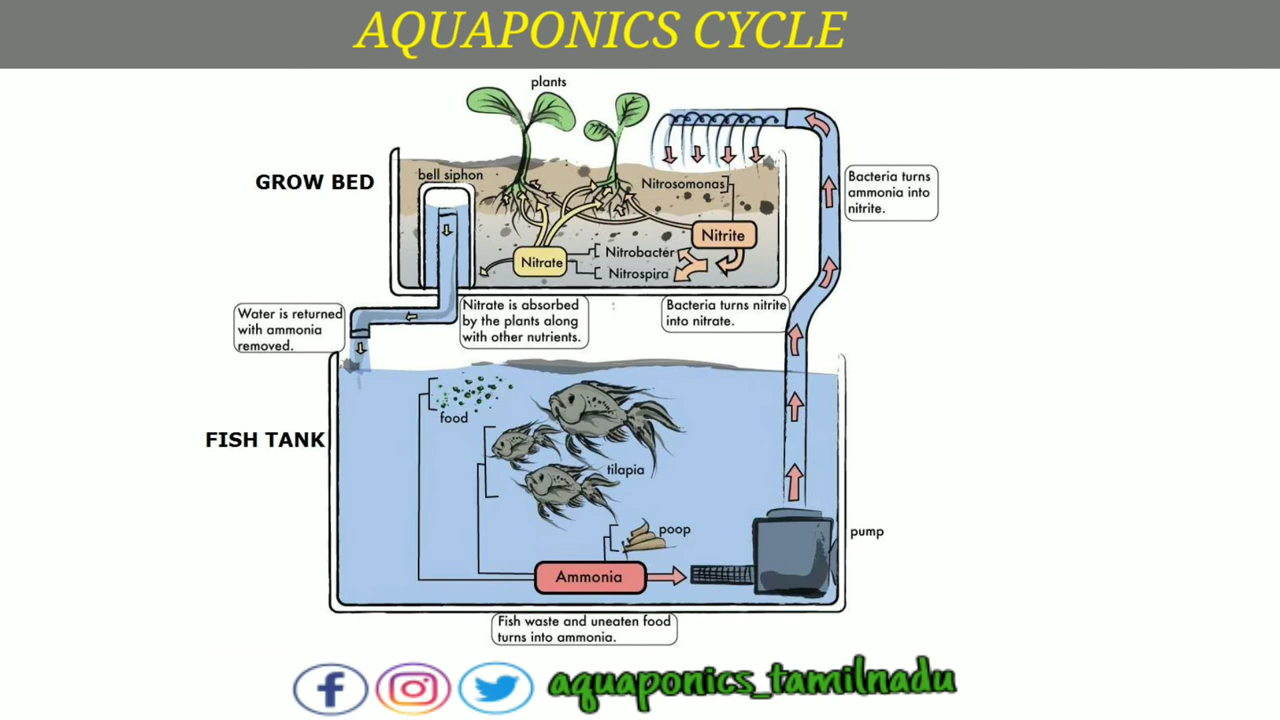 AQUAPONICS CYCLE
plants
GROW BED
bell siphon
Nitrosomonas
Bacteria turns
ammonia into
nitrite.
Nitrite
Nitrobacter
Nitrate
Nitrospira
Water is returned
with ammonia
removed.
Nitrate is absorbed
by the plants along
with other nutrients.
Bacteria turns nitrite
into nitrate.
food
FISH TANK
tilapia
poop
pump
Ammonia
Fish waste and uneaten food
turns into ammonia.
aquaponics_tamilnadu